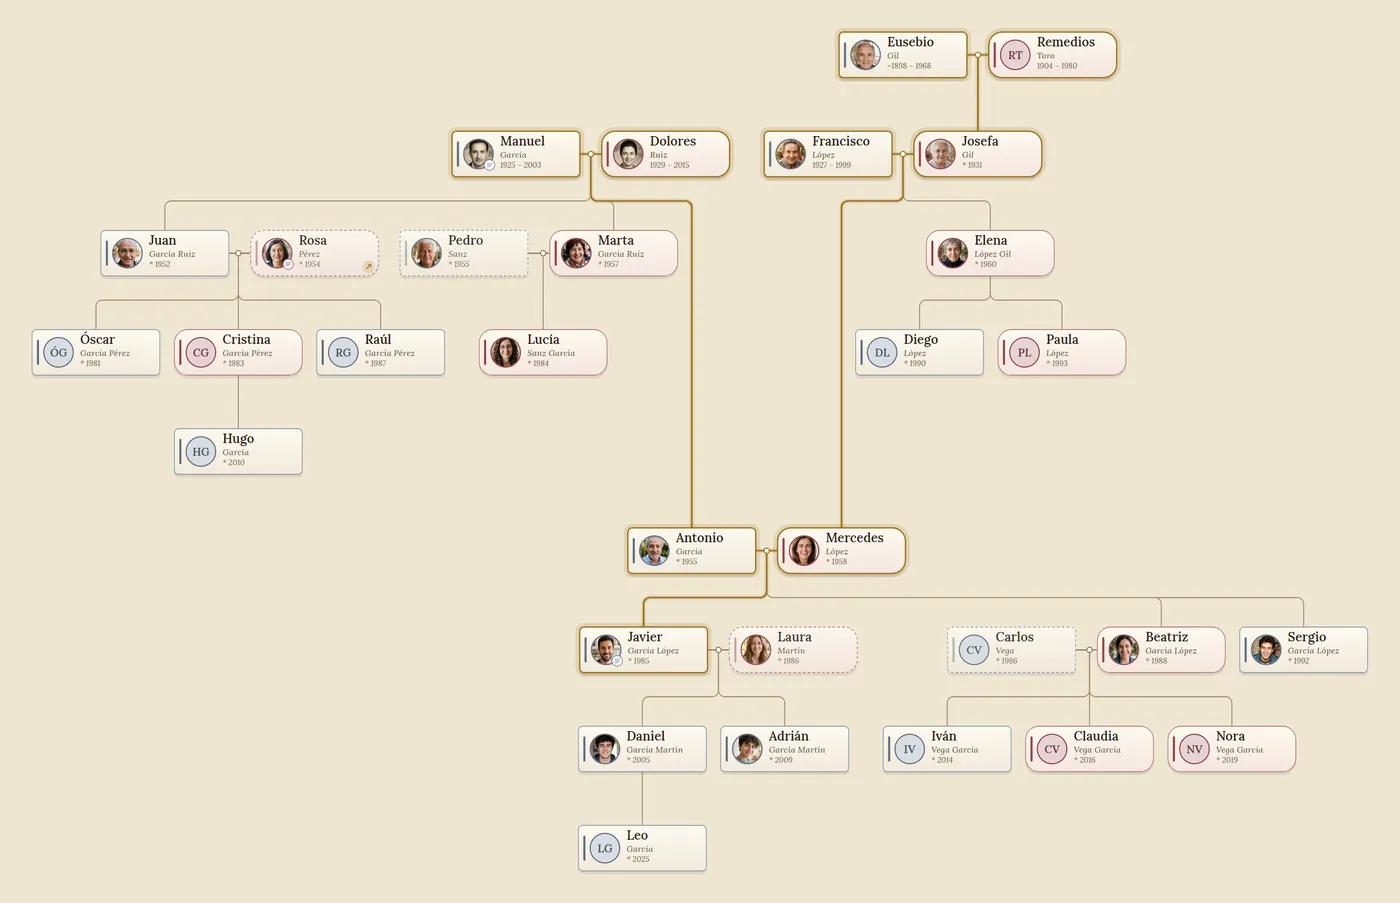 Eusebio
Gil
~1898 – 1968
RT
Remedios
Toro
1904 – 1980
Manuel
García
1925 – 2003
Dolores
Ruiz
1929 – 2015
Francisco
López
1927 – 1999
Josefa
Gil
* 1931
Juan
García Ruiz
* 1952
Rosa
Pérez
* 1954
Pedro
Sanz
* 1955
Marta
García Ruiz
* 1957
Elena
López Gil
* 1960
ÓG
Óscar
García Pérez
* 1981
CG
Cristina
García Pérez
* 1983
RG
Raúl
García Pérez
* 1987
Lucía
Sanz García
* 1984
DL
Diego
López
* 1990
PL
Paula
López
* 1993
HG
Hugo
García
* 2010
Antonio
García
* 1955
Mercedes
López
* 1958
Javier
García López
* 1985
Laura
Martín
* 1986
CV
Carlos
Vega
* 1986
Beatriz
García López
* 1988
Sergio
García López
* 1992
Daniel
García Martín
* 2005
Adrián
García Martín
* 2009
IV
Iván
Vega García
* 2014
CV
Claudia
Vega García
* 2016
NV
Nora
Vega García
* 2019
LG
Leo
García
* 2025